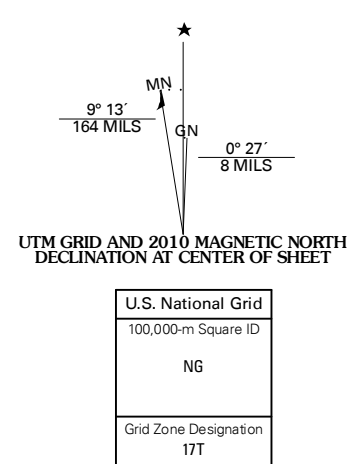 ★
MN
9° 13´
164 MILS
GN
0° 27´
8 MILS
UTM GRID AND 2010 MAGNETIC NORTH
DECLINATION AT CENTER OF SHEET
U.S. National Grid
100,000-m Square ID
NG
Grid Zone Designation
17T